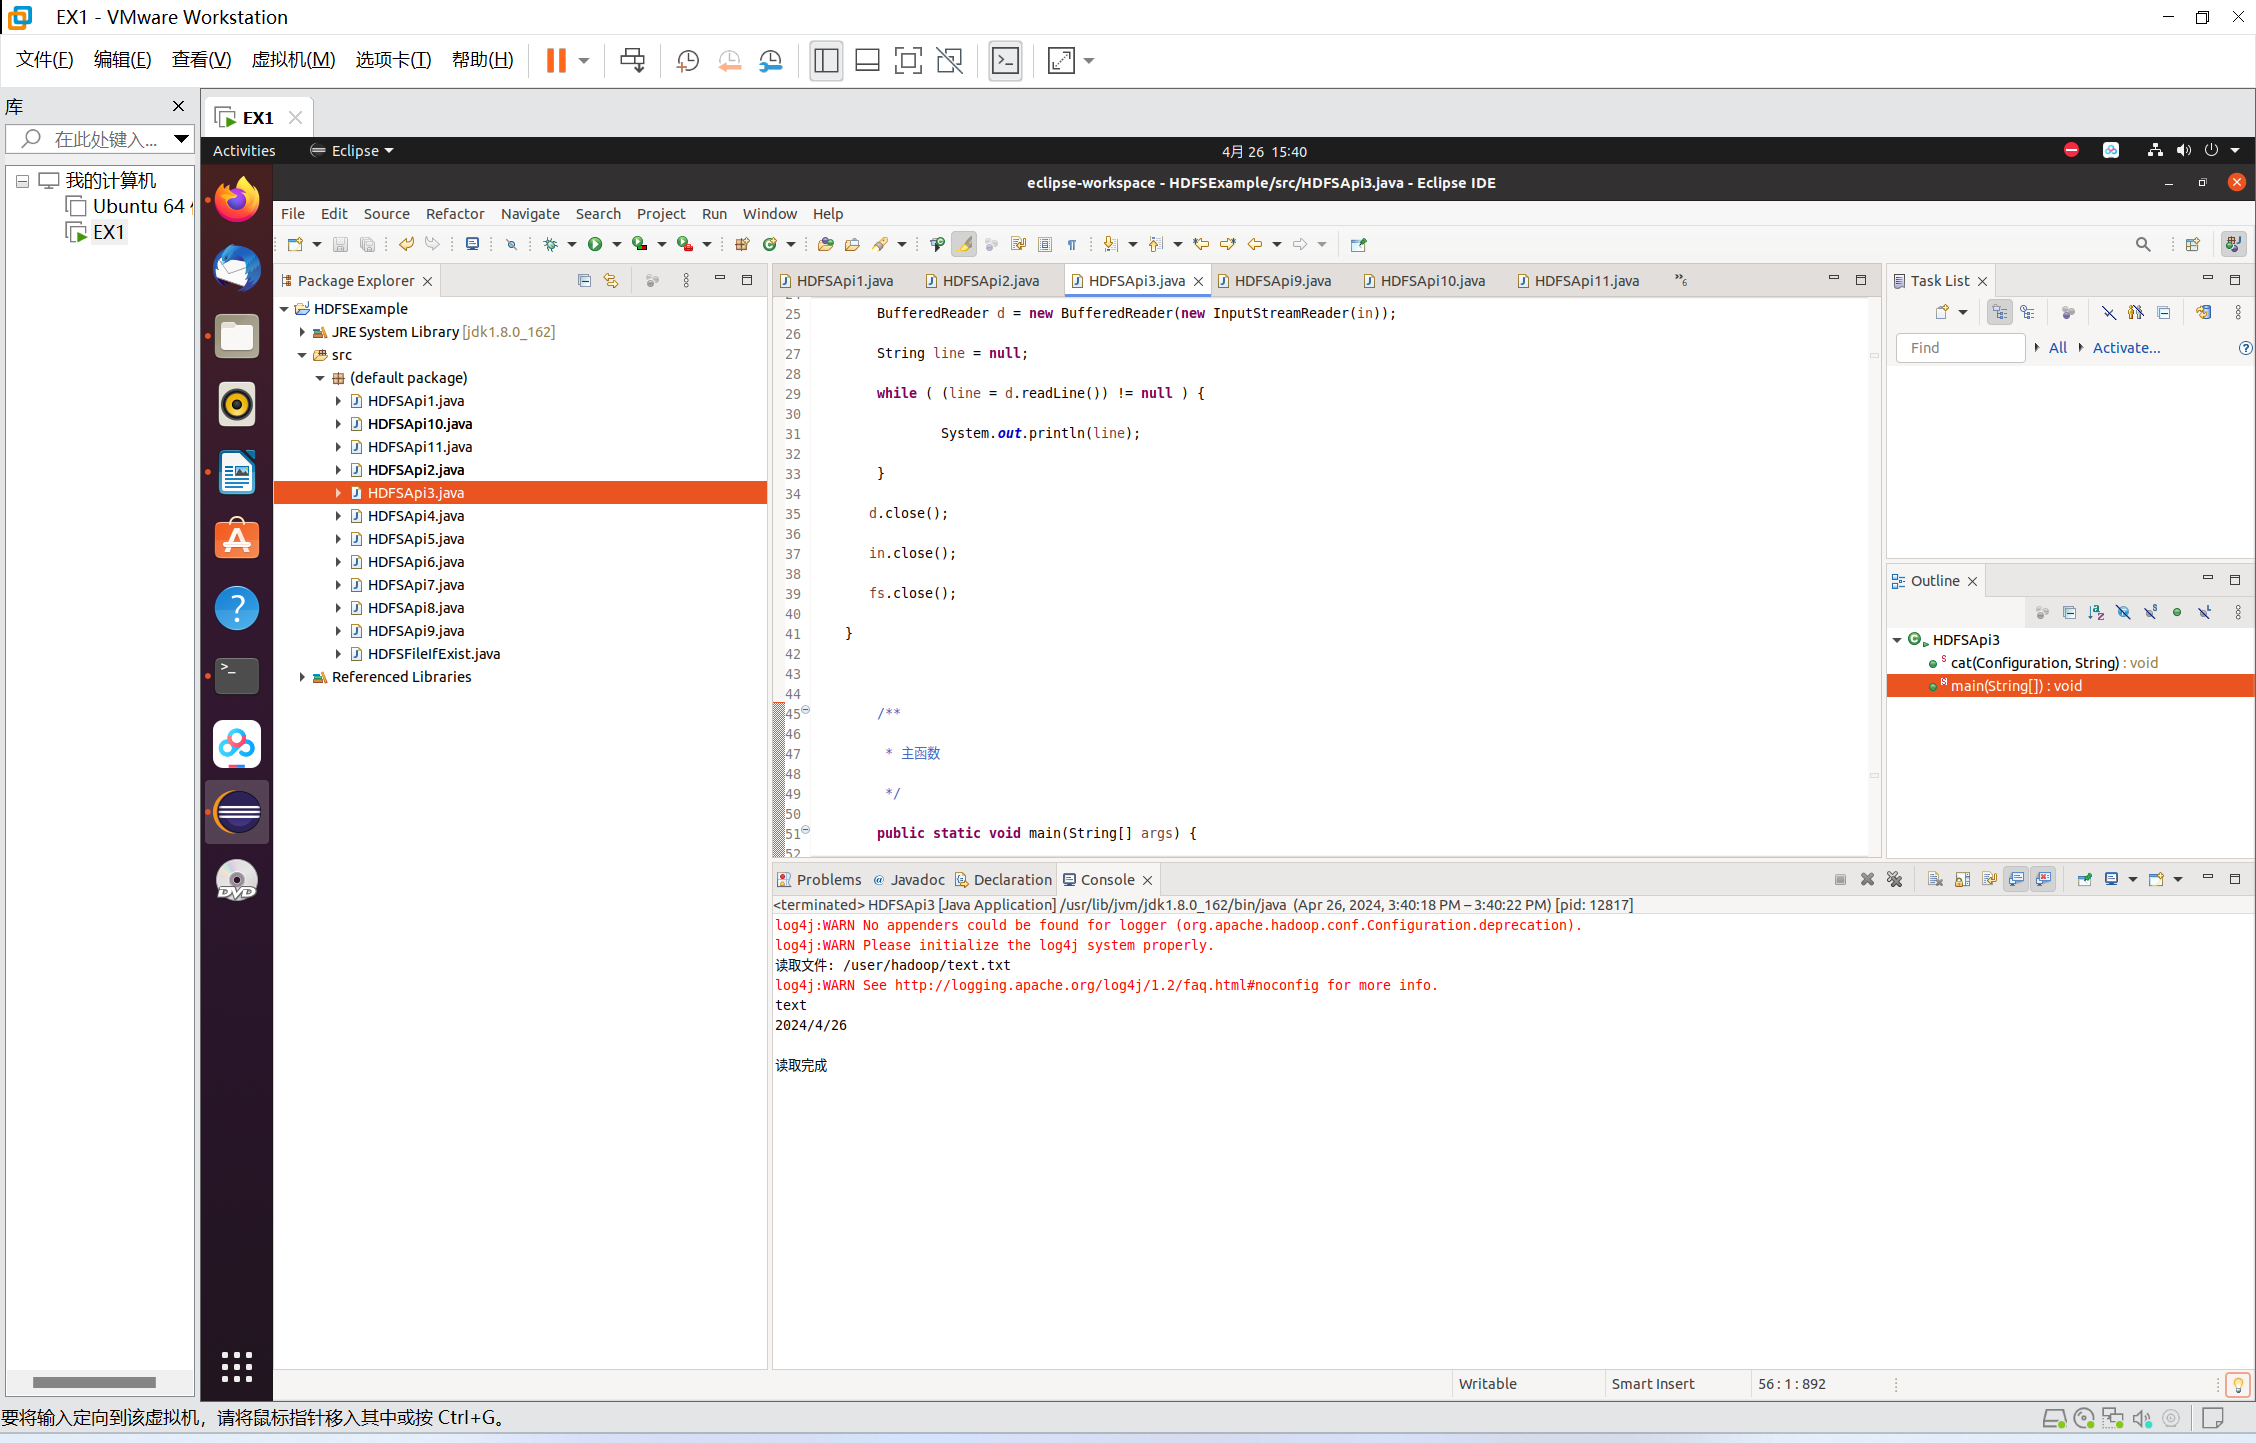 EX1 - VMware Workstation
文件(F) 编辑(E) 查看(V) 虚拟机(M) 选项卡(T) 帮助(H)
库
在此处键入...
我的计算机
Ubuntu 64
EX1
EX1
Activities Eclipse 4月 26 15:40
eclipse-workspace - HDFSExample/src/HDFSApi3.java - Eclipse IDE
File Edit Source Refactor Navigate Search Project Run Window Help
Package Explorer
HDFSExample
JRE System Library [jdk1.8.0_162]
src
(default package)
HDFSApi1.java
HDFSApi10.java
HDFSApi11.java
HDFSApi2.java
HDFSApi3.java
HDFSApi4.java
HDFSApi5.java
HDFSApi6.java
HDFSApi7.java
HDFSApi8.java
HDFSApi9.java
HDFSFileIfExist.java
Referenced Libraries
HDFSApi1.java HDFSApi2.java HDFSApi3.java HDFSApi9.java HDFSApi10.java HDFSApi11.java »6
25 BufferedReader d = new BufferedReader(new InputStreamReader(in));
26
27 String line = null;
28
29 while ( (line = d.readLine()) != null ) {
30
31 System.out.println(line);
32
33 }
34
35 d.close();
36
37 in.close();
38
39 fs.close();
40
41 }
42
43
44
45 /**
46
47 * 主函数
48
49 */
50
51 public static void main(String[] args) {
52
Task List
Find All Activate...
Outline
HDFSApi3
cat(Configuration, String) : void
main(String[]) : void
Problems @ Javadoc Declaration Console
<terminated> HDFSApi3 [Java Application] /usr/lib/jvm/jdk1.8.0_162/bin/java (Apr 26, 2024, 3:40:18 PM – 3:40:22 PM) [pid: 12817]
log4j:WARN No appenders could be found for logger (org.apache.hadoop.conf.Configuration.deprecation).
log4j:WARN Please initialize the log4j system properly.
读取文件: /user/hadoop/text.txt
log4j:WARN See http://logging.apache.org/log4j/1.2/faq.html#noconfig for more info.
text
2024/4/26
读取完成
Writable Smart Insert 56 : 1 : 892
要将输入定向到该虚拟机，请将鼠标指针移入其中或按 Ctrl+G。